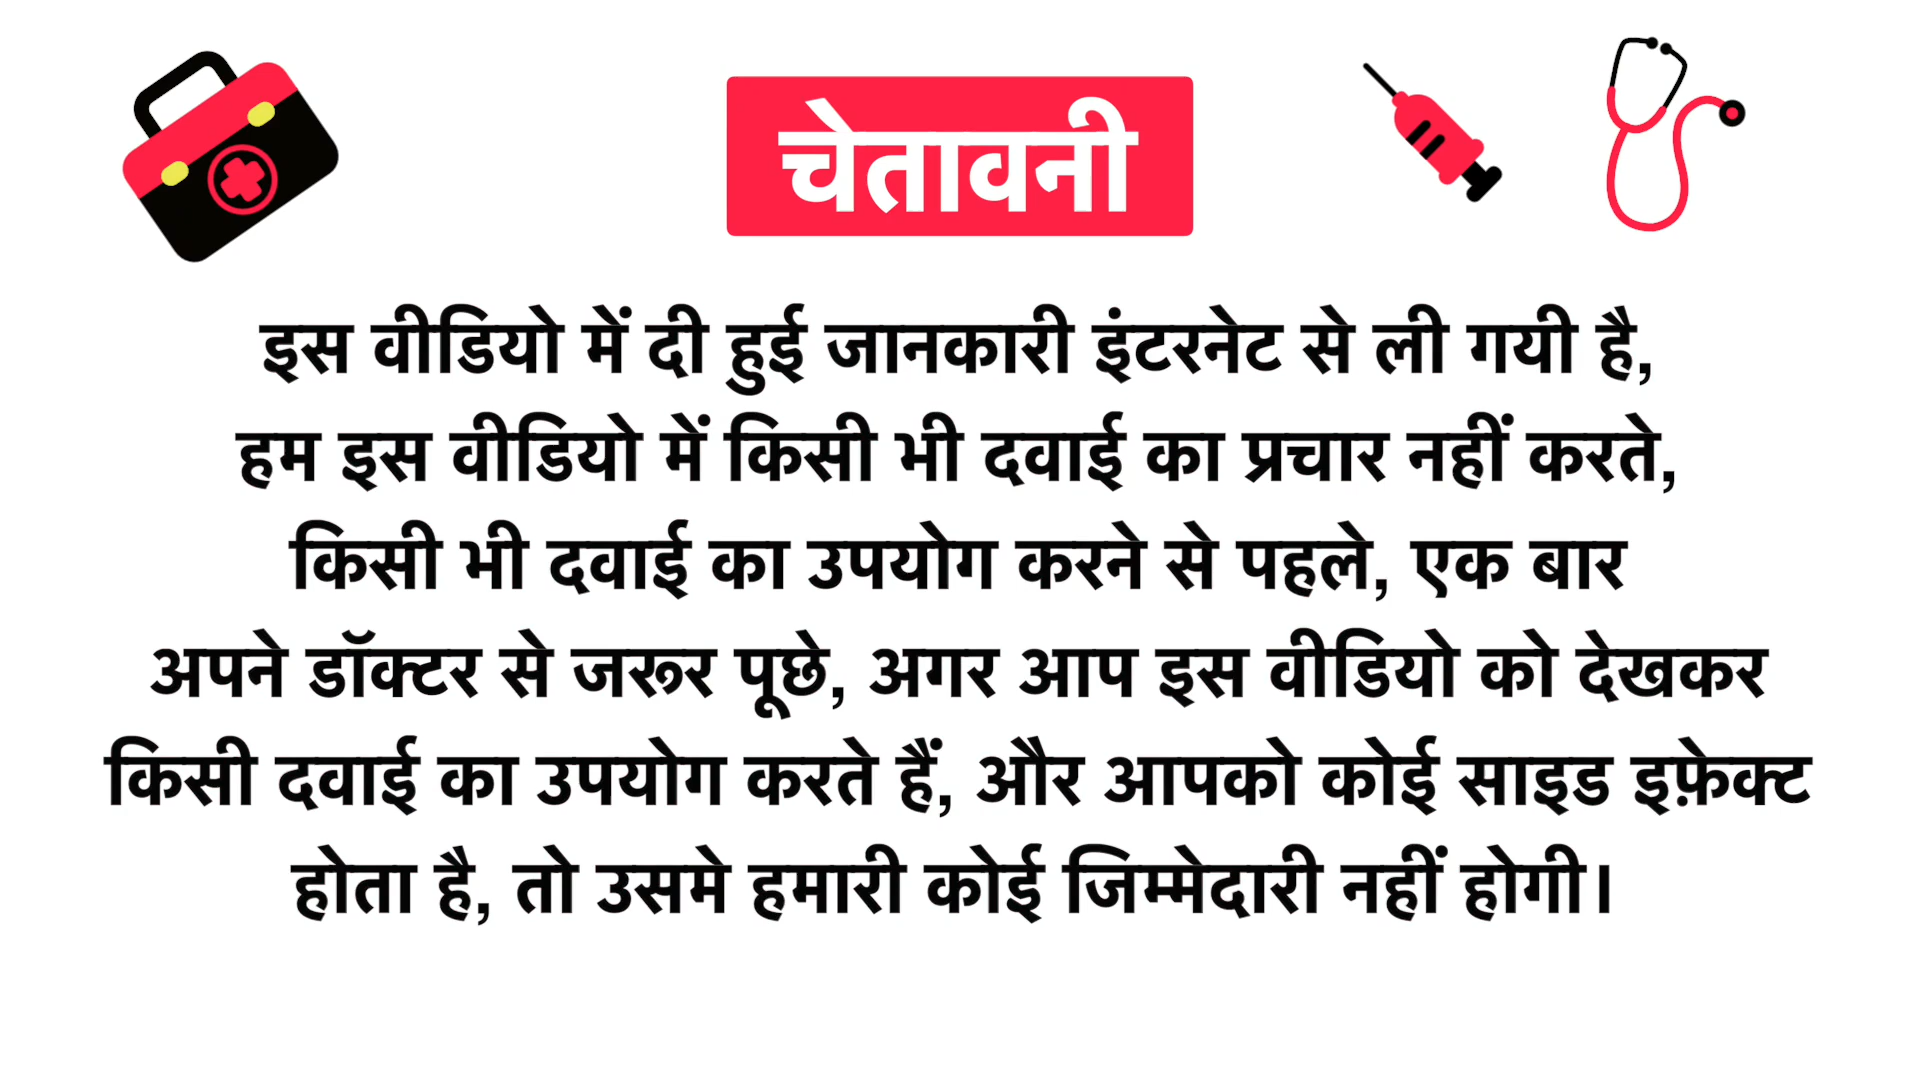 चेतावनी
इस वीडियो में दी हुई जानकारी इंटरनेट से ली गयी है,
हम इस वीडियो में किसी भी दवाई का प्रचार नहीं करते,
किसी भी दवाई का उपयोग करने से पहले, एक बार
अपने डॉक्टर से जरूर पूछे, अगर आप इस वीडियो को देखकर
किसी दवाई का उपयोग करते हैं, और आपको कोई साइड इफ़ेक्ट
होता है, तो उसमे हमारी कोई जिम्मेदारी नहीं होगी।